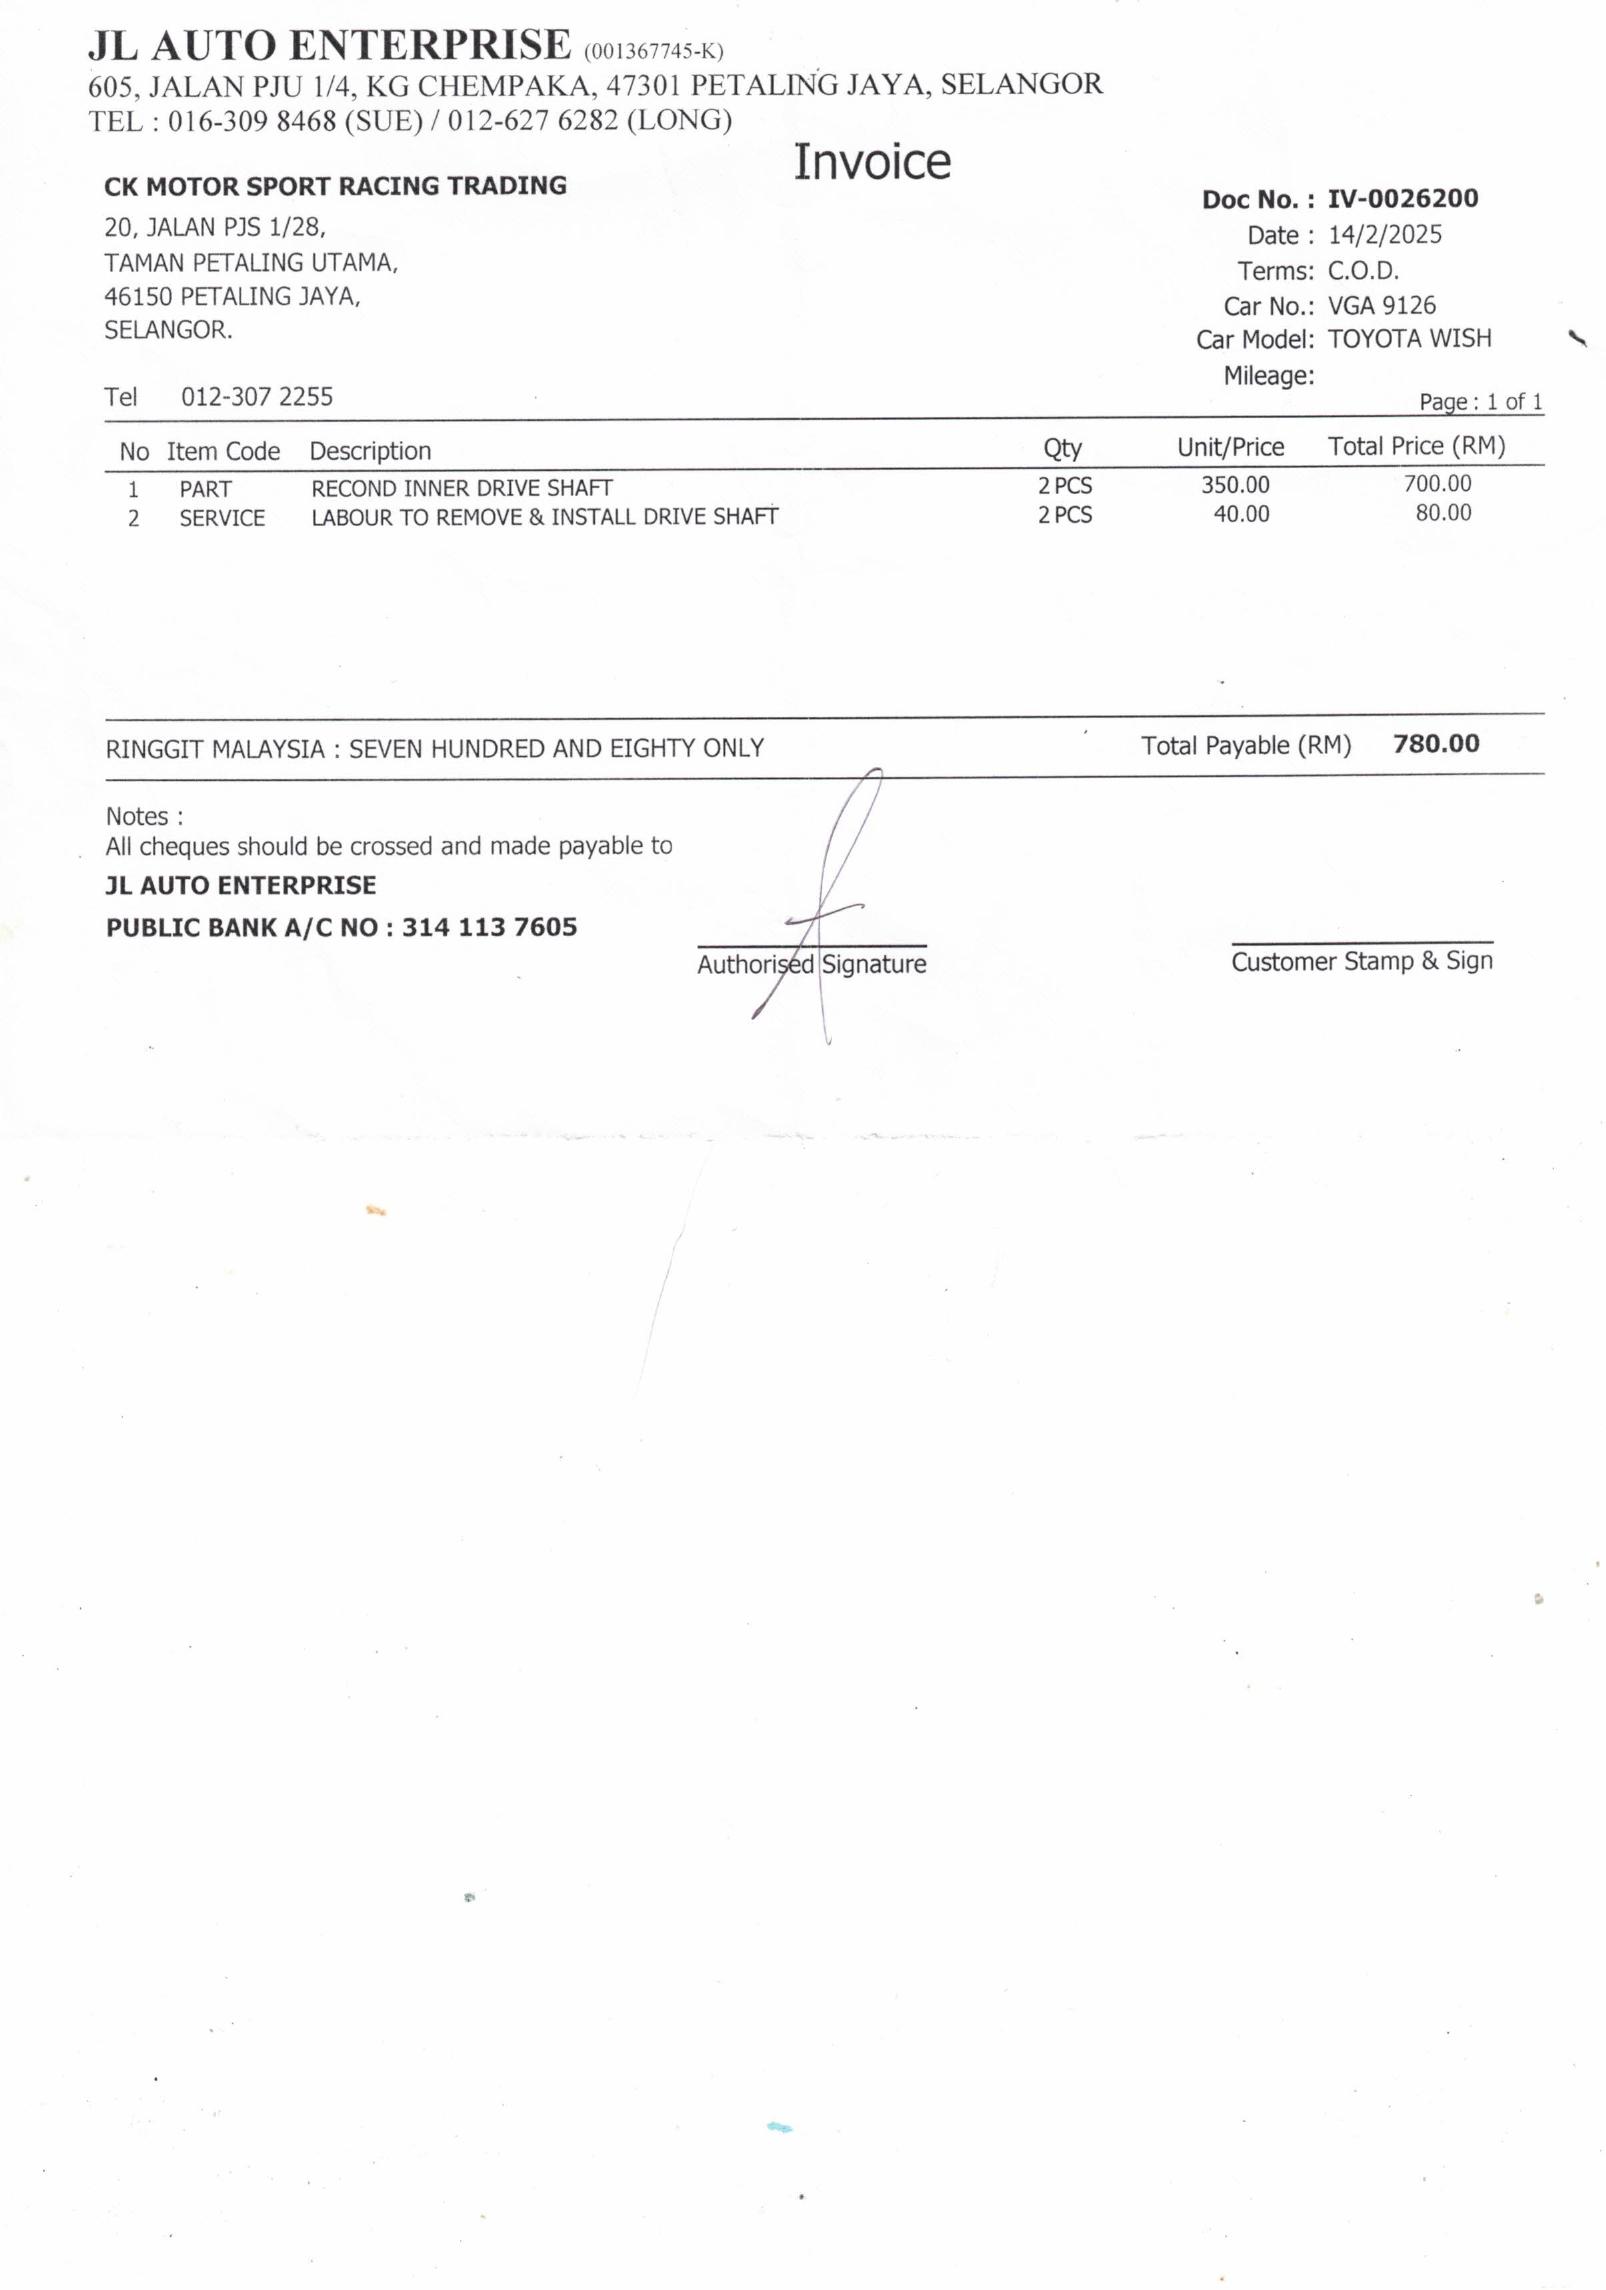 JL AUTO ENTERPRISE (001367745-K)
605, JALAN PJU 1/4, KG CHEMPAKA, 47301 PETALING JAYA, SELANGOR
TEL : 016-309 8468 (SUE) / 012-627 6282 (LONG)
Invoice
CK MOTOR SPORT RACING TRADING
20, JALAN PJS 1/28,
TAMAN PETALING UTAMA,
46150 PETALING JAYA,
SELANGOR.
Tel 012-307 2255
Doc No. : IV-0026200
Date : 14/2/2025
Terms: C.O.D.
Car No.: VGA 9126
Car Model: TOYOTA WISH
Mileage:
Page : 1 of 1
No Item Code Description Qty Unit/Price Total Price (RM)
1 PART RECOND INNER DRIVE SHAFT 2 PCS 350.00 700.00
2 SERVICE LABOUR TO REMOVE & INSTALL DRIVE SHAFT 2 PCS 40.00 80.00
RINGGIT MALAYSIA : SEVEN HUNDRED AND EIGHTY ONLY Total Payable (RM) 780.00
Notes :
All cheques should be crossed and made payable to
JL AUTO ENTERPRISE
PUBLIC BANK A/C NO : 314 113 7605
Authorised Signature
Customer Stamp & Sign